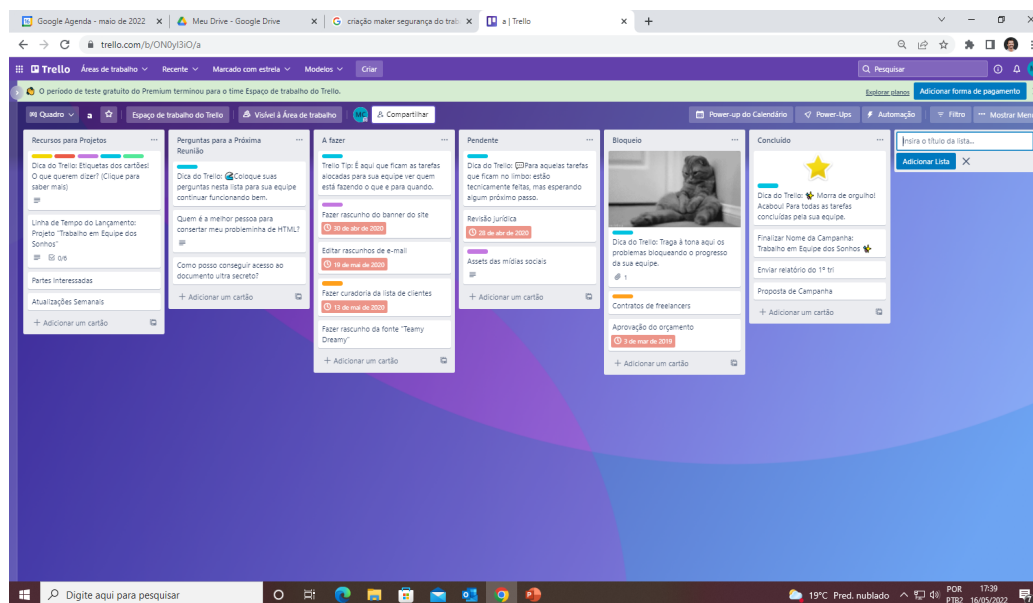 Google Agenda - maio de 2022
Meu Drive - Google Drive
criação maker segurança do trab
a | Trello
trello.com/b/ON0yI3iO/a
Trello
Áreas de trabalho
Recente
Marcado com estrela
Modelos
Criar
Pesquisar
O período de teste gratuito do Premium terminou para o time Espaço de trabalho do Trello.
Explorar planos
Adicionar forma de pagamento
Quadro
a
Espaço de trabalho do Trello
Visível à Área de trabalho
Compartilhar
Power-up do Calendário
Power-Ups
Automação
Filtro
Mostrar Menu
Recursos para Projetos
Dica do Trello: Etiquetas dos cartões!
O que querem dizer? (Clique para
saber mais)
Linha de Tempo do Lançamento:
Projeto "Trabalho em Equipe dos
Sonhos"
0/6
Partes Interessadas
Atualizações Semanais
+ Adicionar um cartão
Perguntas para a Próxima
Reunião
Dica do Trello: 🌊Coloque suas
perguntas nesta lista para sua equipe
continuar funcionando bem.
Quem é a melhor pessoa para
consertar meu probleminha de HTML?
Como posso conseguir acesso ao
documento ultra secreto?
+ Adicionar um cartão
A fazer
Trello Tip: É aqui que ficam as tarefas
alocadas para sua equipe ver quem
está fazendo o que e para quando.
Fazer rascunho do banner do site
30 de abr de 2020
Editar rascunhos de e-mail
19 de mai de 2020
Fazer curadoria da lista de clientes
13 de mai de 2020
Fazer rascunho da fonte "Teamy
Dreamy"
+ Adicionar um cartão
Pendente
Dica do Trello: 💬Para aquelas tarefas
que ficam no limbo: estão
tecnicamente feitas, mas esperando
algum próximo passo.
Revisão Jurídica
28 de abr de 2020
Assets das mídias sociais
+ Adicionar um cartão
Bloqueio
Dica do Trello: Traga à tona aqui os
problemas bloqueando o progresso
da sua equipe.
1
Contratos de freelancers
Aprovação do orçamento
3 de mar de 2019
+ Adicionar um cartão
Concluído
Dica do Trello: ✨ Morra de orgulho!
Acabou! Para todas as tarefas
concluídas pela sua equipe.
Finalizar Nome da Campanha:
Trabalho em Equipe dos Sonhos ✨
Enviar relatório do 1º tri
Proposta de Campanha
+ Adicionar um cartão
Insira o título da lista...
Adicionar Lista
Digite aqui para pesquisar
19°C Pred. nublado
POR
PTB2
17:39
16/05/2022